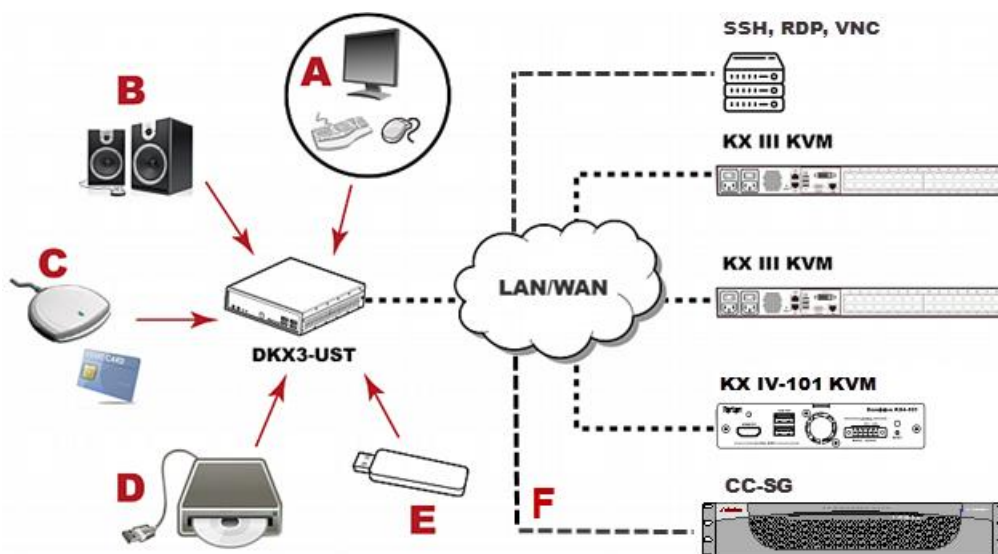 SSH, RDP, VNC
A
B
KX III KVM
C
KX III KVM
LAN/WAN
DKX3-UST
KX IV-101 KVM
D
E
F
CC-SG